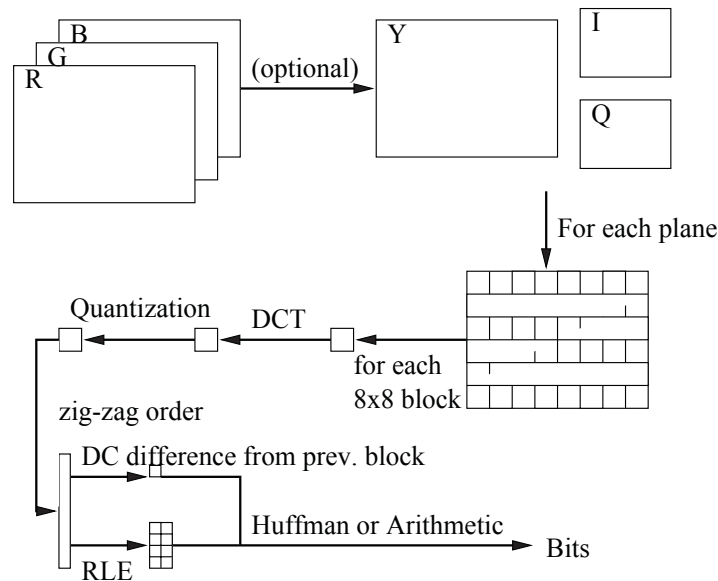 B
G
R
(optional)
Y
I
Q
For each plane
Quantization
DCT
for each
8x8 block
zig-zag order
DC difference from prev. block
RLE
Huffman or Arithmetic
Bits